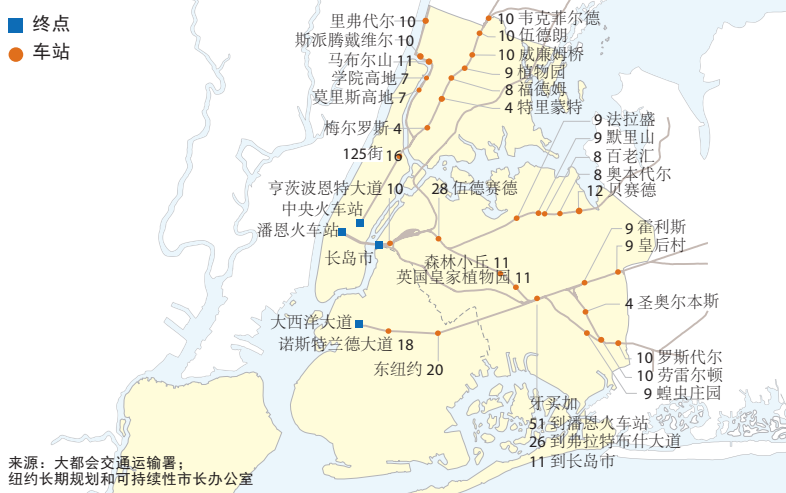 终点
车站
里弗代尔 10
斯派腾戴维尔 10
马布尔山 11
学院高地 7
莫里斯高地 7
梅尔罗斯 4
125街 16
10 韦克菲尔德
10 伍德朗
10 威廉姆桥
9 植物园
8 福德姆
4 特里蒙特
9 法拉盛
9 默里山
8 百老汇
8 奥本代尔
12 贝赛德
亨茨波恩特大道 10
28 伍德赛德
中央火车站
潘恩火车站
长岛市
森林小丘 11
英国皇家植物园 11
9 霍利斯
9 皇后村
4 圣奥尔本斯
大西洋大道
诺斯特兰德大道 18
东纽约 20
10 罗斯代尔
10 劳雷尔顿
9 蝗虫庄园
牙买加
51 到潘恩火车站
26 到弗拉特布什大道
11 到长岛市
来源：大都会交通运输署；
纽约长期规划和可持续性市长办公室